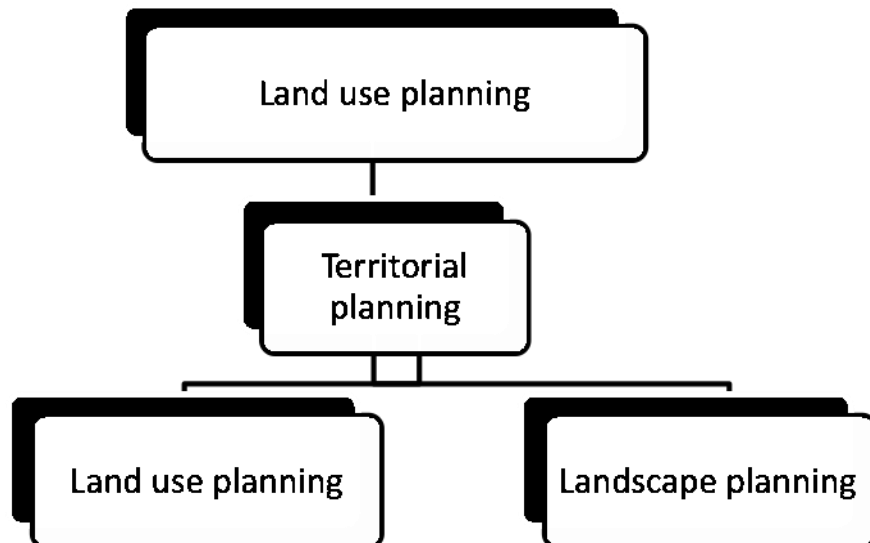 Land use planning
Territorial
planning
Land use planning
Landscape planning